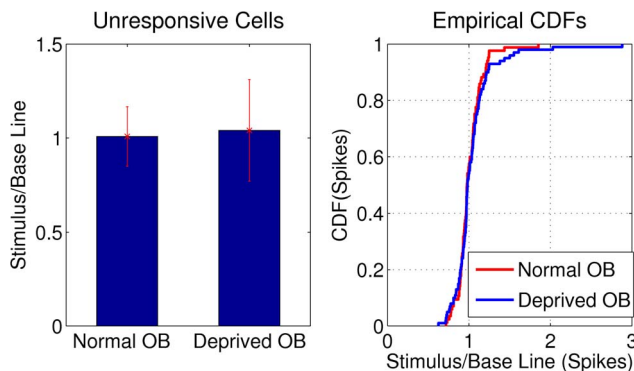 Unresponsive Cells
Stimulus/Base Line
1.5
1
0.5
0
Normal OB
Deprived OB
Empirical CDFs
CDF(Spikes)
1
0.8
0.6
0.4
0.2
0
Normal OB
Deprived OB
0
1
2
3
Stimulus/Base Line (Spikes)